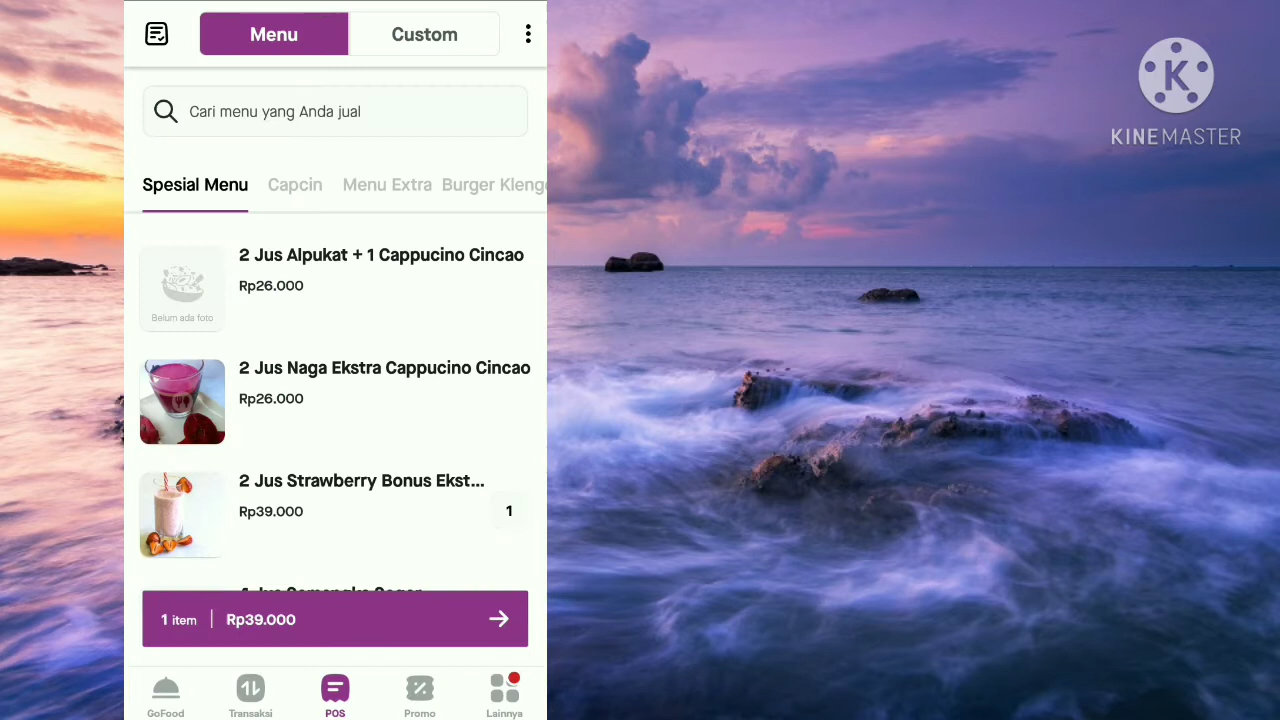 Menu
Custom
Cari menu yang Anda jual
Spesial Menu
Capcin
Menu Extra
Burger Kleng
2 Jus Alpukat + 1 Cappucino Cincao
Rp26.000
Belum ada foto
2 Jus Naga Ekstra Cappucino Cincao
Rp26.000
2 Jus Strawberry Bonus Ekst...
Rp39.000
1
1 item
Rp39.000
GoFood
Transaksi
POS
Promo
Lainnya
K
KINEMASTER